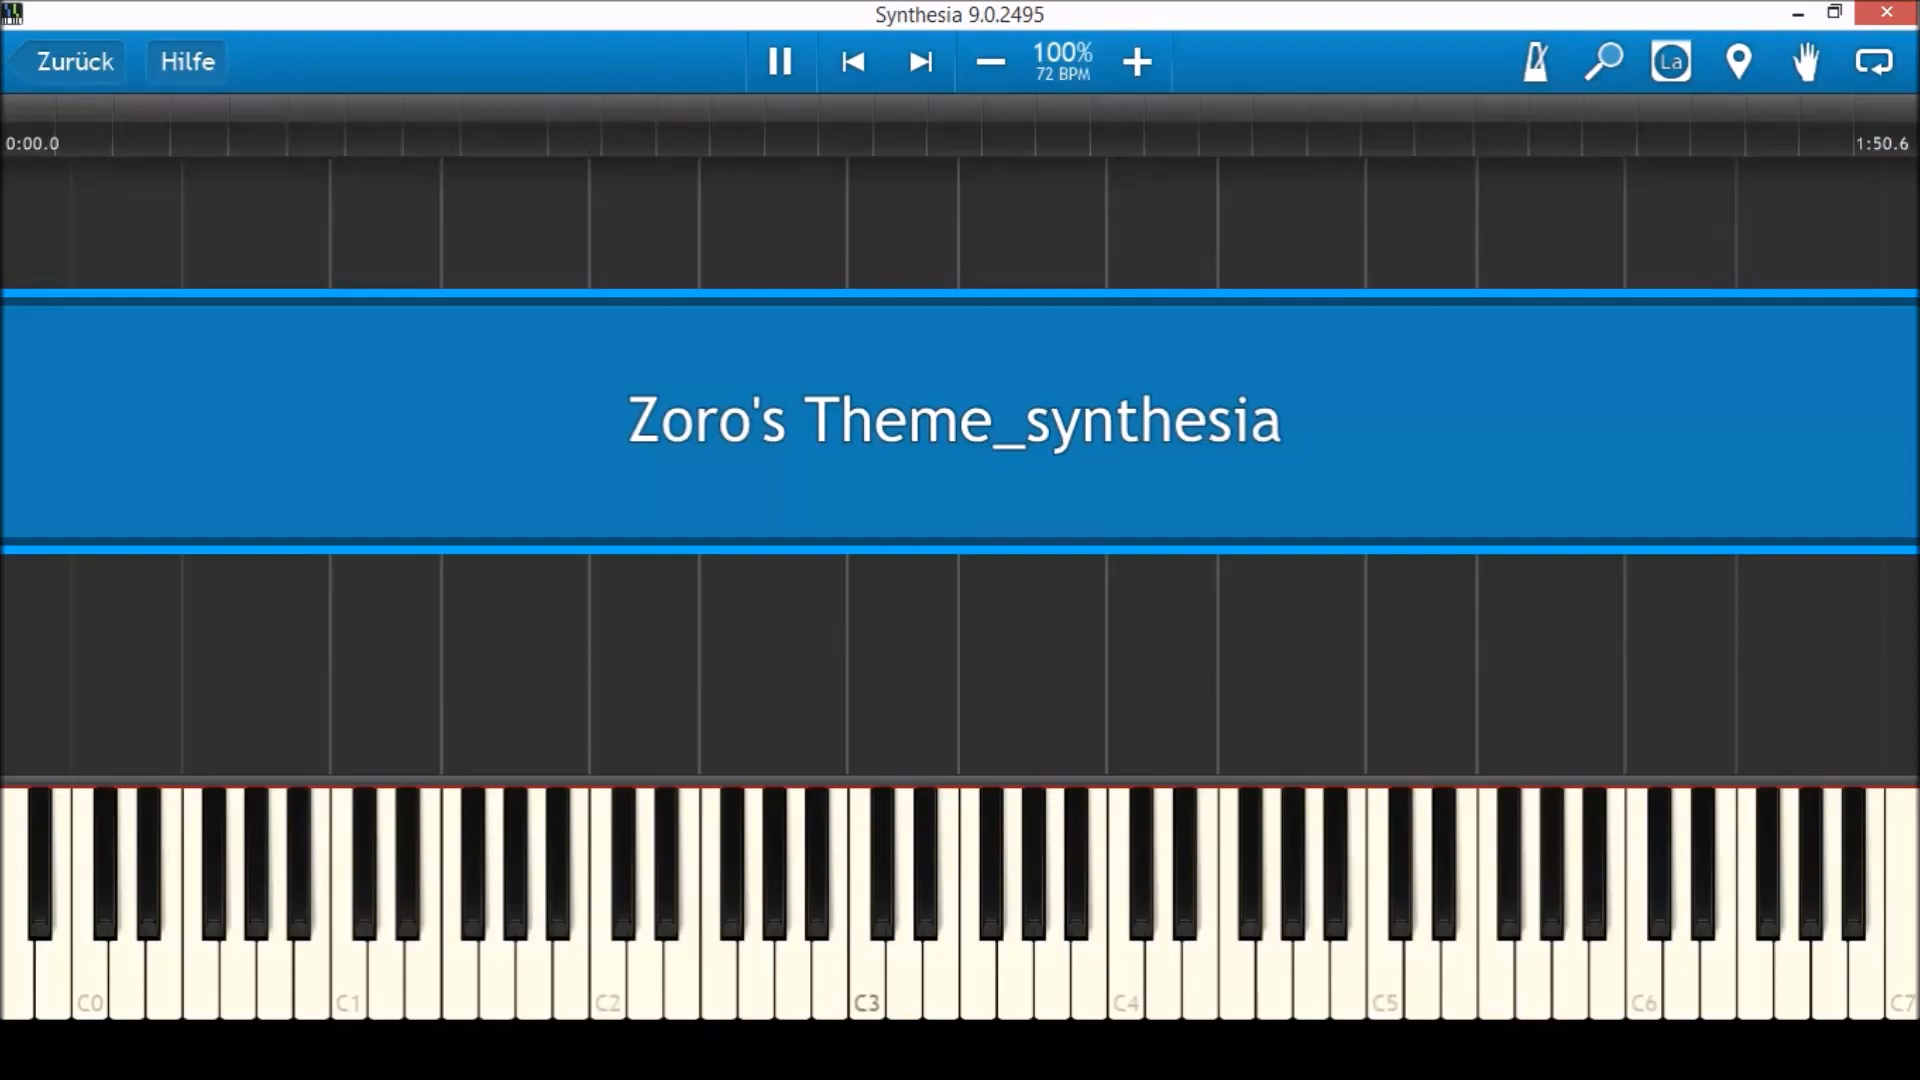 Synthesia 9.0.2495
Zurück
Hilfe
100%
72 BPM
La
0:00.0
1:50.6
Zoro's Theme_synthesia
C0
C1
C2
C3
C4
C5
C6
C7